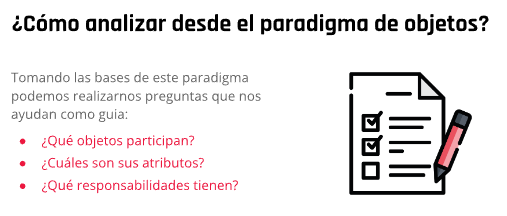 ¿Cómo analizar desde el paradigma de objetos?
Tomando las bases de este paradigma
podemos realizarnos preguntas que nos
ayudan como guia:
● ¿Qué objetos participan?
● ¿Cuáles son sus atributos?
● ¿Qué responsabilidades tienen?